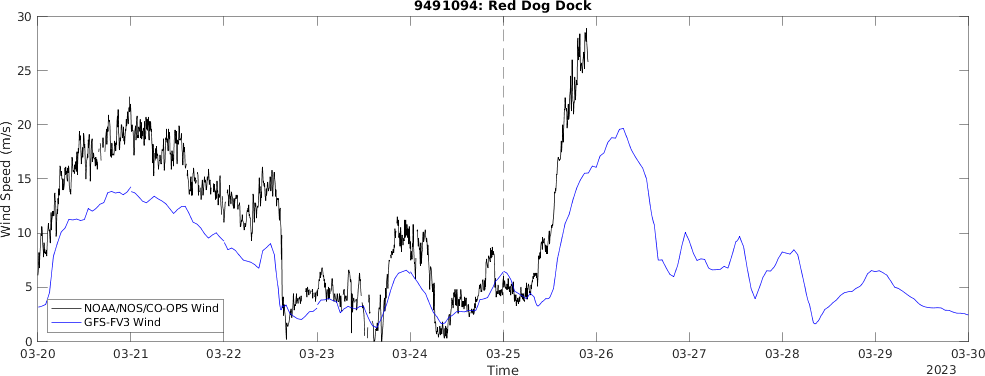 9491094: Red Dog Dock
30
25
20
15
10
5
0
Wind Speed (m/s)
NOAA/NOS/CO-OPS Wind
GFS-FV3 Wind
03-20 03-21 03-22 03-23 03-24 03-25 03-26 03-27 03-28 03-29 03-30
Time
2023